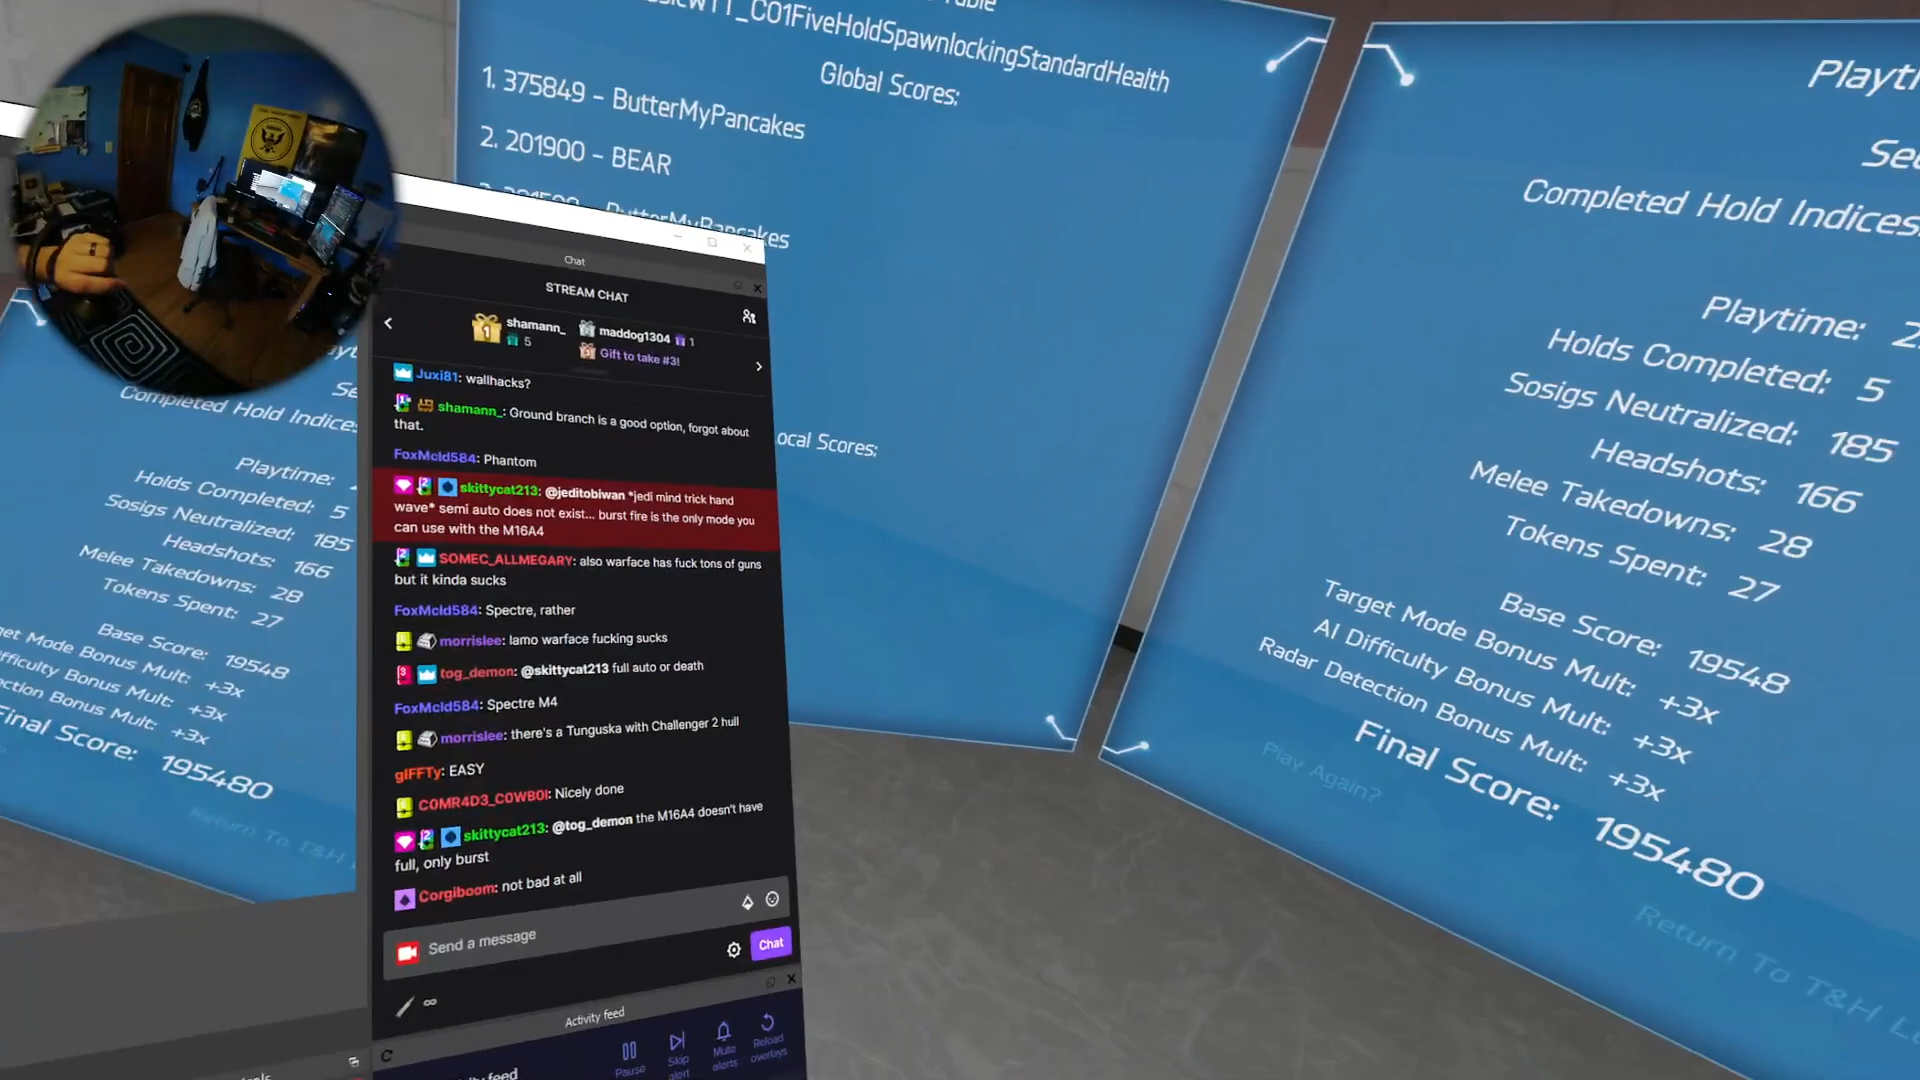 C01FiveHoldSpawnlockingStandardHealth
Global Scores:
1. 375849 - ButterMyPancakes
2. 201900 - BEAR
ButterMyPancakes
ocal Scores:
Chat
STREAM CHAT
shamann_
5
maddog1304 1
Gift to take #3!
Juxi81: wallhacks?
shamann_: Ground branch is a good option, forgot about
that.
FoxMcld584: Phantom
skittycat213: @jeditobiwan *jedi mind trick hand
wave* semi auto does not exist... burst fire is the only mode you
can use with the M16A4
SOMEC_ALLMEGARY: also warface has fuck tons of guns
but it kinda sucks
FoxMcld584: Spectre, rather
morrislee: lamo warface fucking sucks
tog_demon: @skittycat213 full auto or death
FoxMcld584: Spectre M4
morrislee: there's a Tunguska with Challenger 2 hull
gIFFTy: EASY
C0MR4D3_C0WB0I: Nicely done
skittycat213: @tog_demon the M16A4 doesn't have
full, only burst
Corgiboom: not bad at all
Send a message
Chat
Activity feed
Pause
Skip alert
Mute alerts
Reload overlays
Completed Hold Indices:
Playtime:
Holds Completed: 5
Sosigs Neutralized: 185
Headshots: 166
Melee Takedowns: 28
Tokens Spent: 27
Base Score: 19548
Target Mode Bonus Mult: +3x
AI Difficulty Bonus Mult: +3x
Radar Detection Bonus Mult: +3x
Final Score: 195480
Play Again?
Return To T&H L
Completed Hold Indices
Playtime:
Holds Completed: 5
Sosigs Neutralized: 185
Headshots: 166
Melee Takedowns: 28
Tokens Spent: 27
Base Score: 19548
get Mode Bonus Mult: +3x
fficulty Bonus Mult: +3x
ction Bonus Mult: +3x
Final Score: 195480
Return To T&H